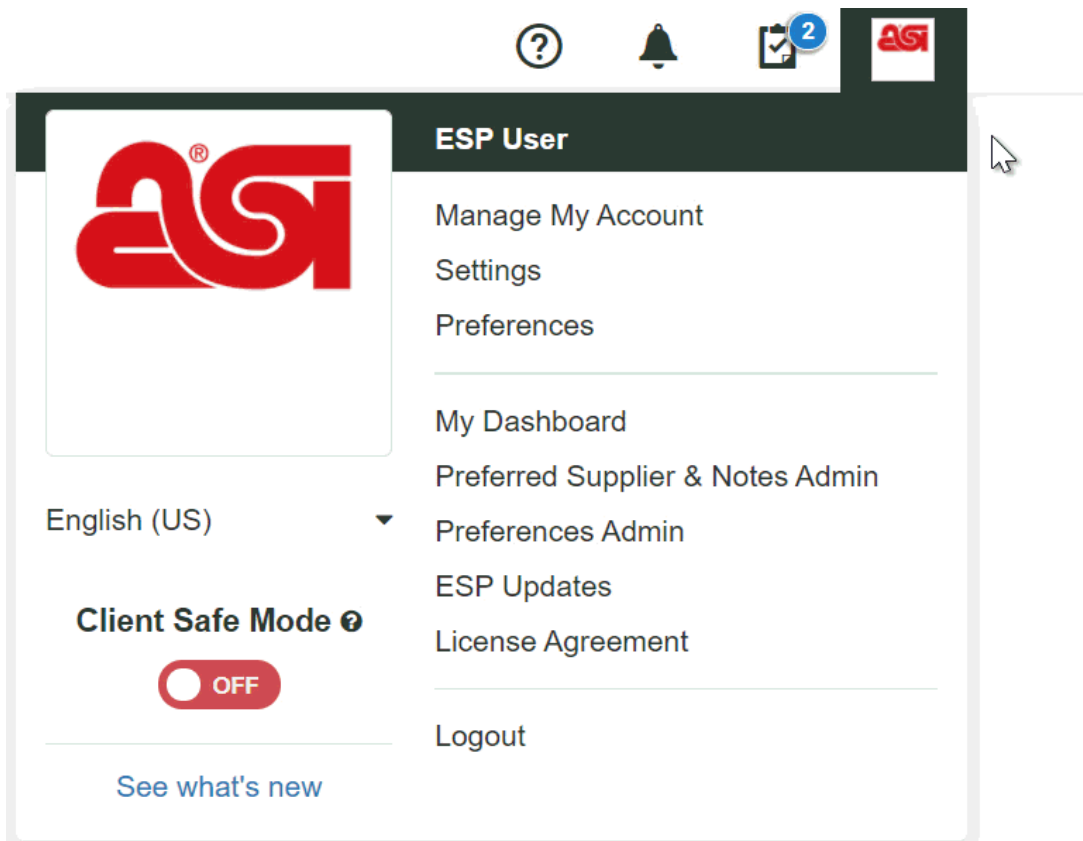 2
asi
ESP User
asi®
Manage My Account
Settings
Preferences
My Dashboard
Preferred Supplier & Notes Admin
Preferences Admin
ESP Updates
License Agreement
Logout
English (US)
Client Safe Mode ?
OFF
See what's new